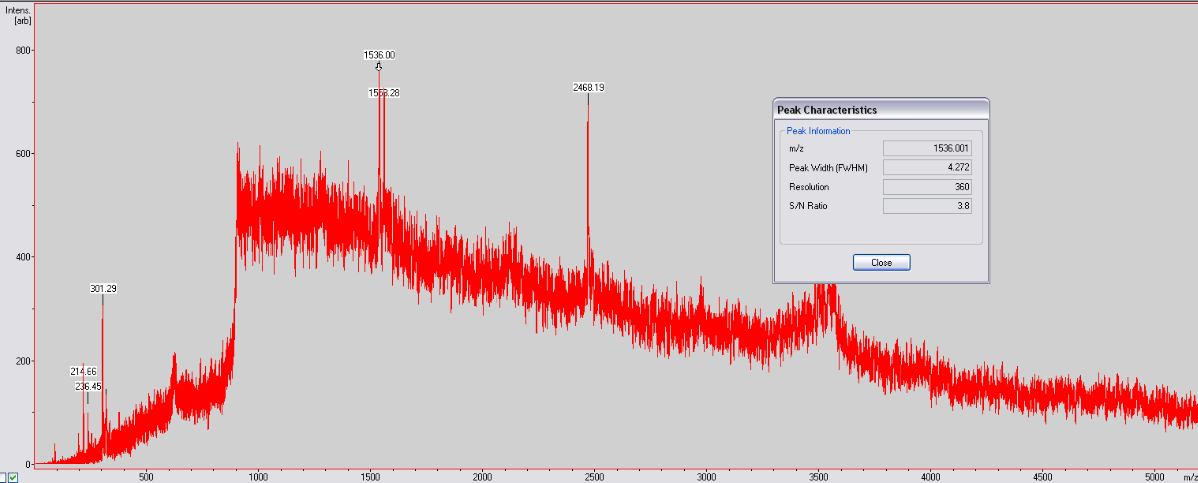 Intens.
[arb]
800
600
400
200
0
1536.00
2468.19
301.29
214.66
236.45
Peak Characteristics
Peak Information
m/z 1536.001
Peak Width (FWHM) 4.272
Resolution 360
S/N Ratio 3.8
Close
500 1000 1500 2000 2500 3000 3500 4000 4500 5000 m/z